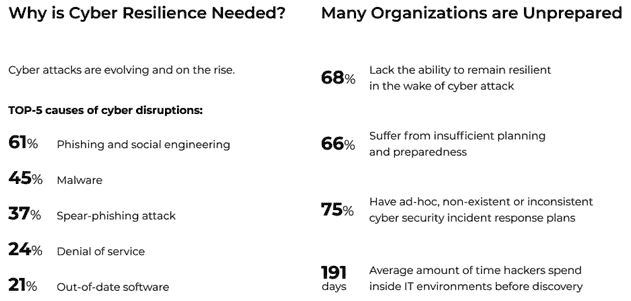 Why is Cyber Resilience Needed?
Cyber attacks are evolving and on the rise.
TOP-5 causes of cyber disruptions:
61% Phishing and social engineering
45% Malware
37% Spear-phishing attack
24% Denial of service
21% Out-of-date software
Many Organizations are Unprepared
68% Lack the ability to remain resilient
in the wake of cyber attack
66% Suffer from insufficient planning
and preparedness
75% Have ad-hoc, non-existent or inconsistent
cyber security incident response plans
191 Average amount of time hackers spend
days inside IT environments before discovery